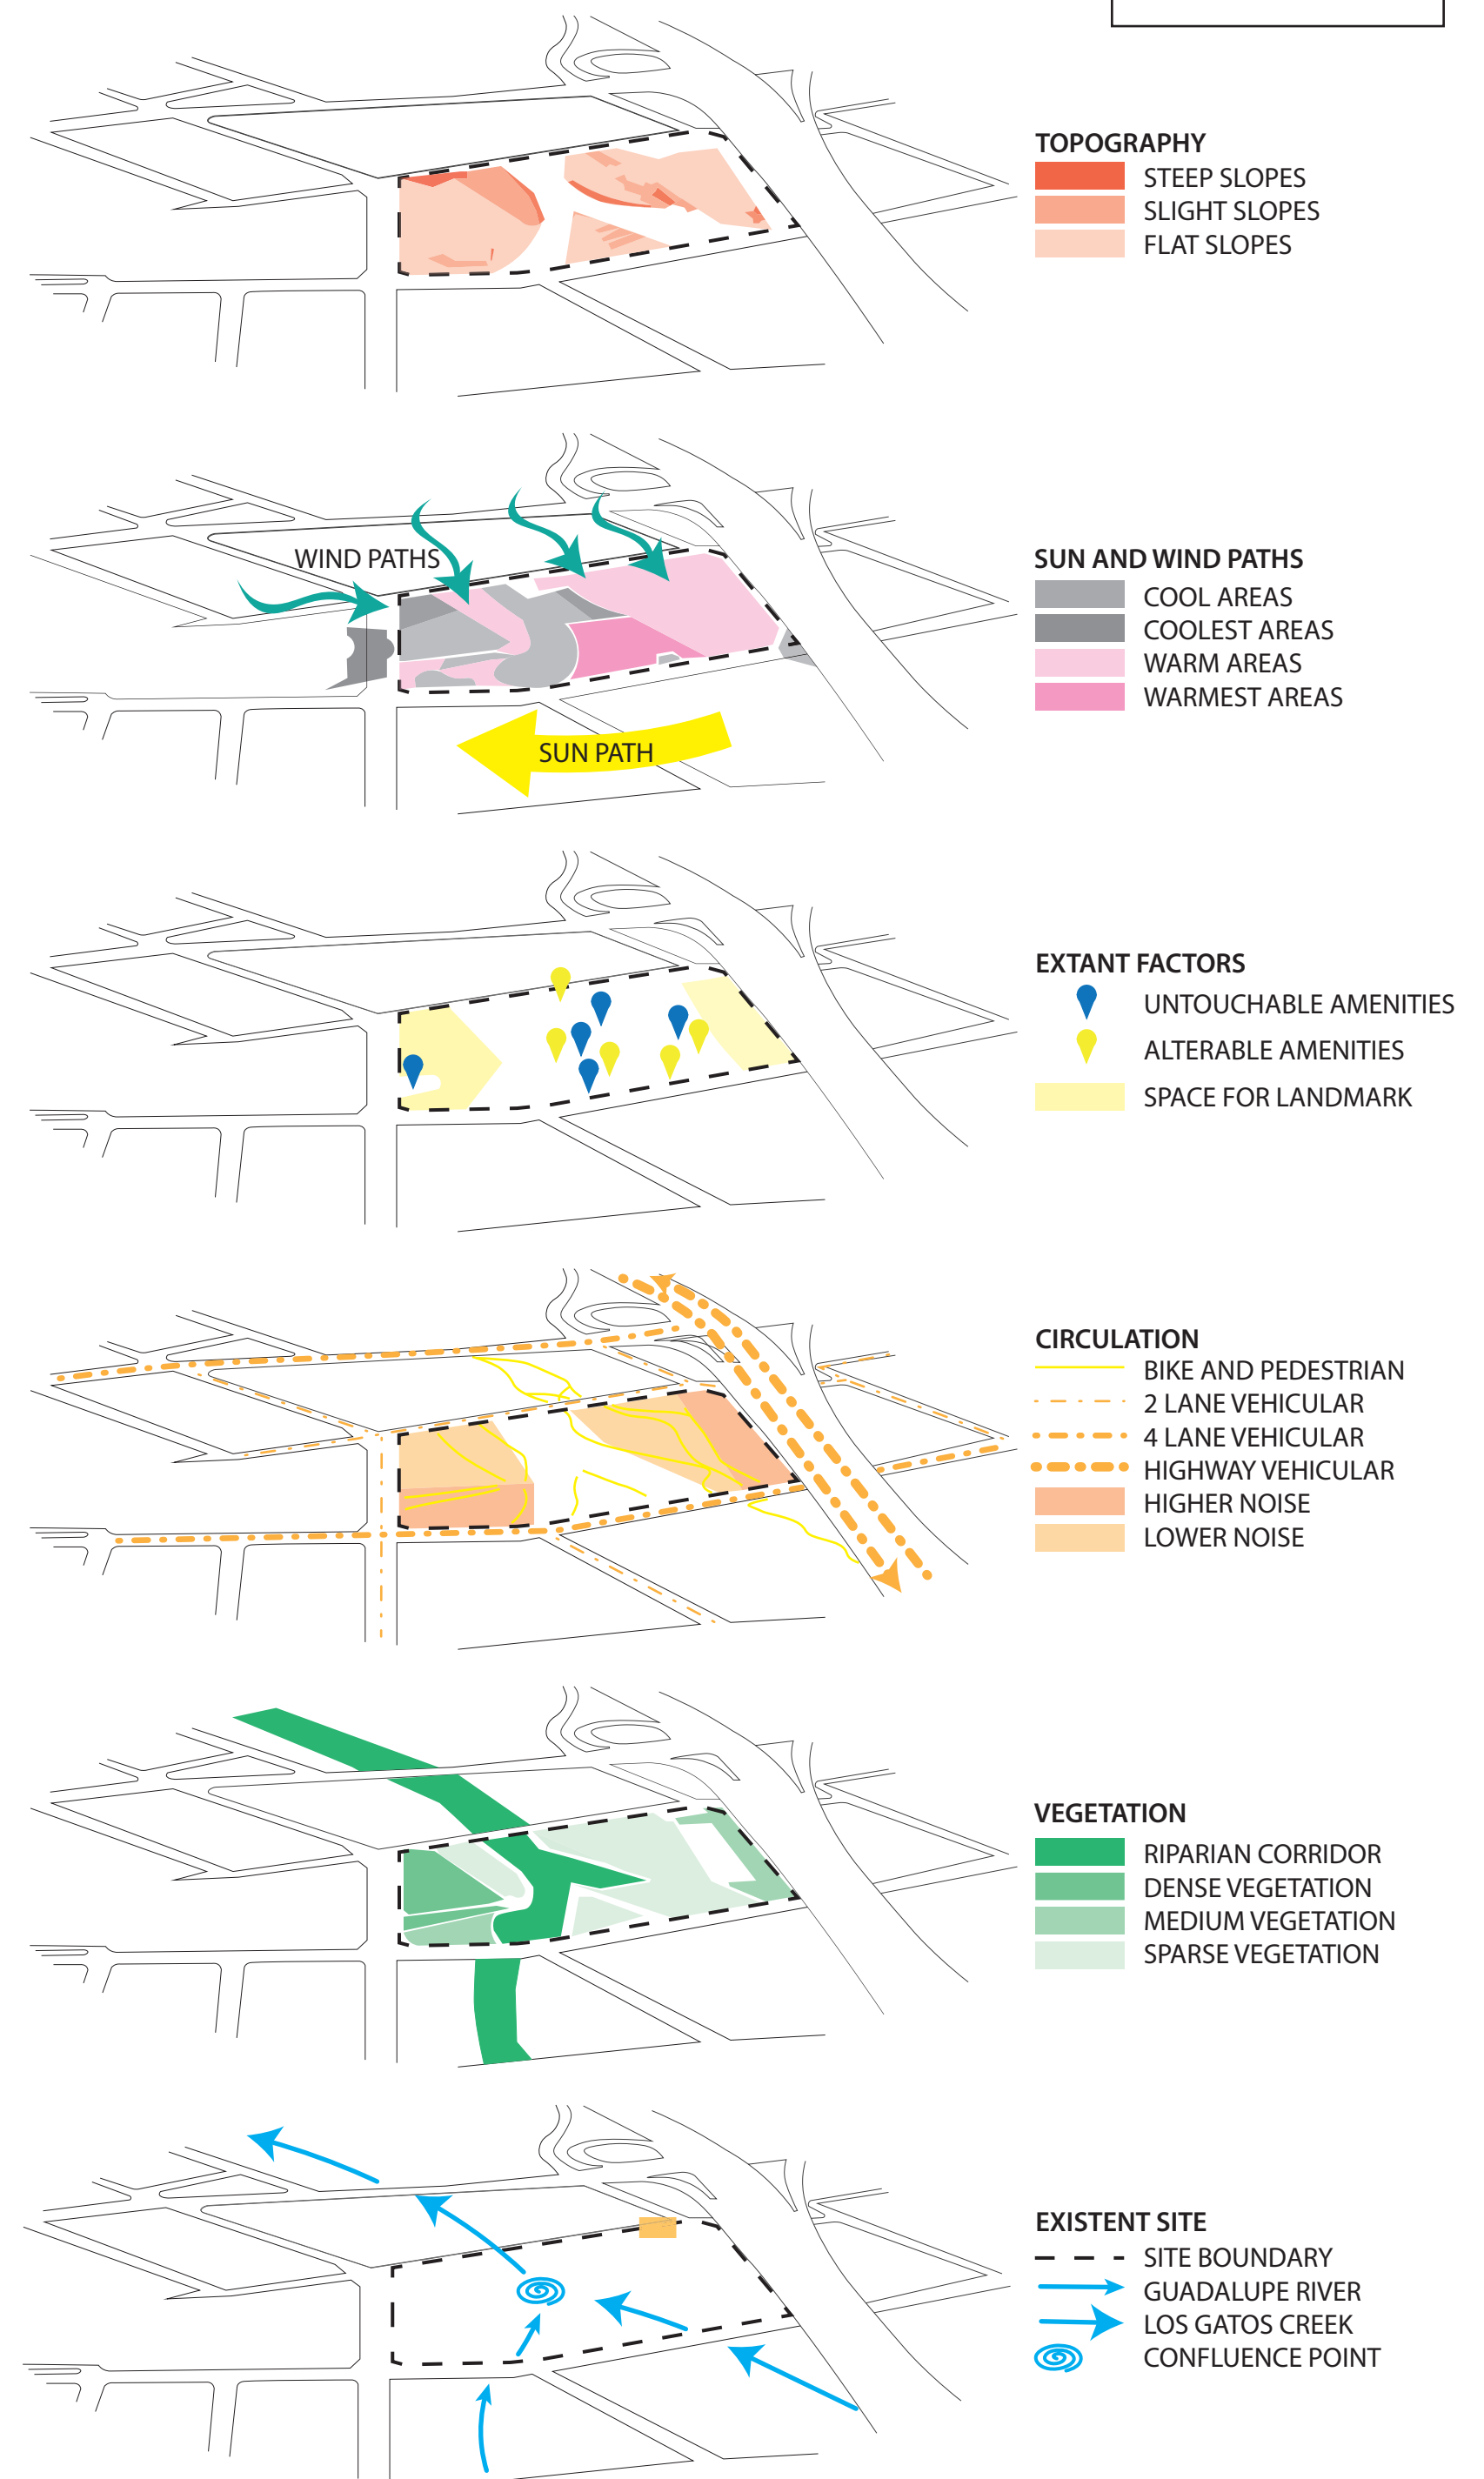 TOPOGRAPHY
STEEP SLOPES
SLIGHT SLOPES
FLAT SLOPES
WIND PATHS
SUN PATH
SUN AND WIND PATHS
COOL AREAS
COOLEST AREAS
WARM AREAS
WARMEST AREAS
EXTANT FACTORS
UNTOUCHABLE AMENITIES
ALTERABLE AMENITIES
SPACE FOR LANDMARK
CIRCULATION
BIKE AND PEDESTRIAN
2 LANE VEHICULAR
4 LANE VEHICULAR
HIGHWAY VEHICULAR
HIGHER NOISE
LOWER NOISE
VEGETATION
RIPARIAN CORRIDOR
DENSE VEGETATION
MEDIUM VEGETATION
SPARSE VEGETATION
EXISTENT SITE
SITE BOUNDARY
GUADALUPE RIVER
LOS GATOS CREEK
CONFLUENCE POINT